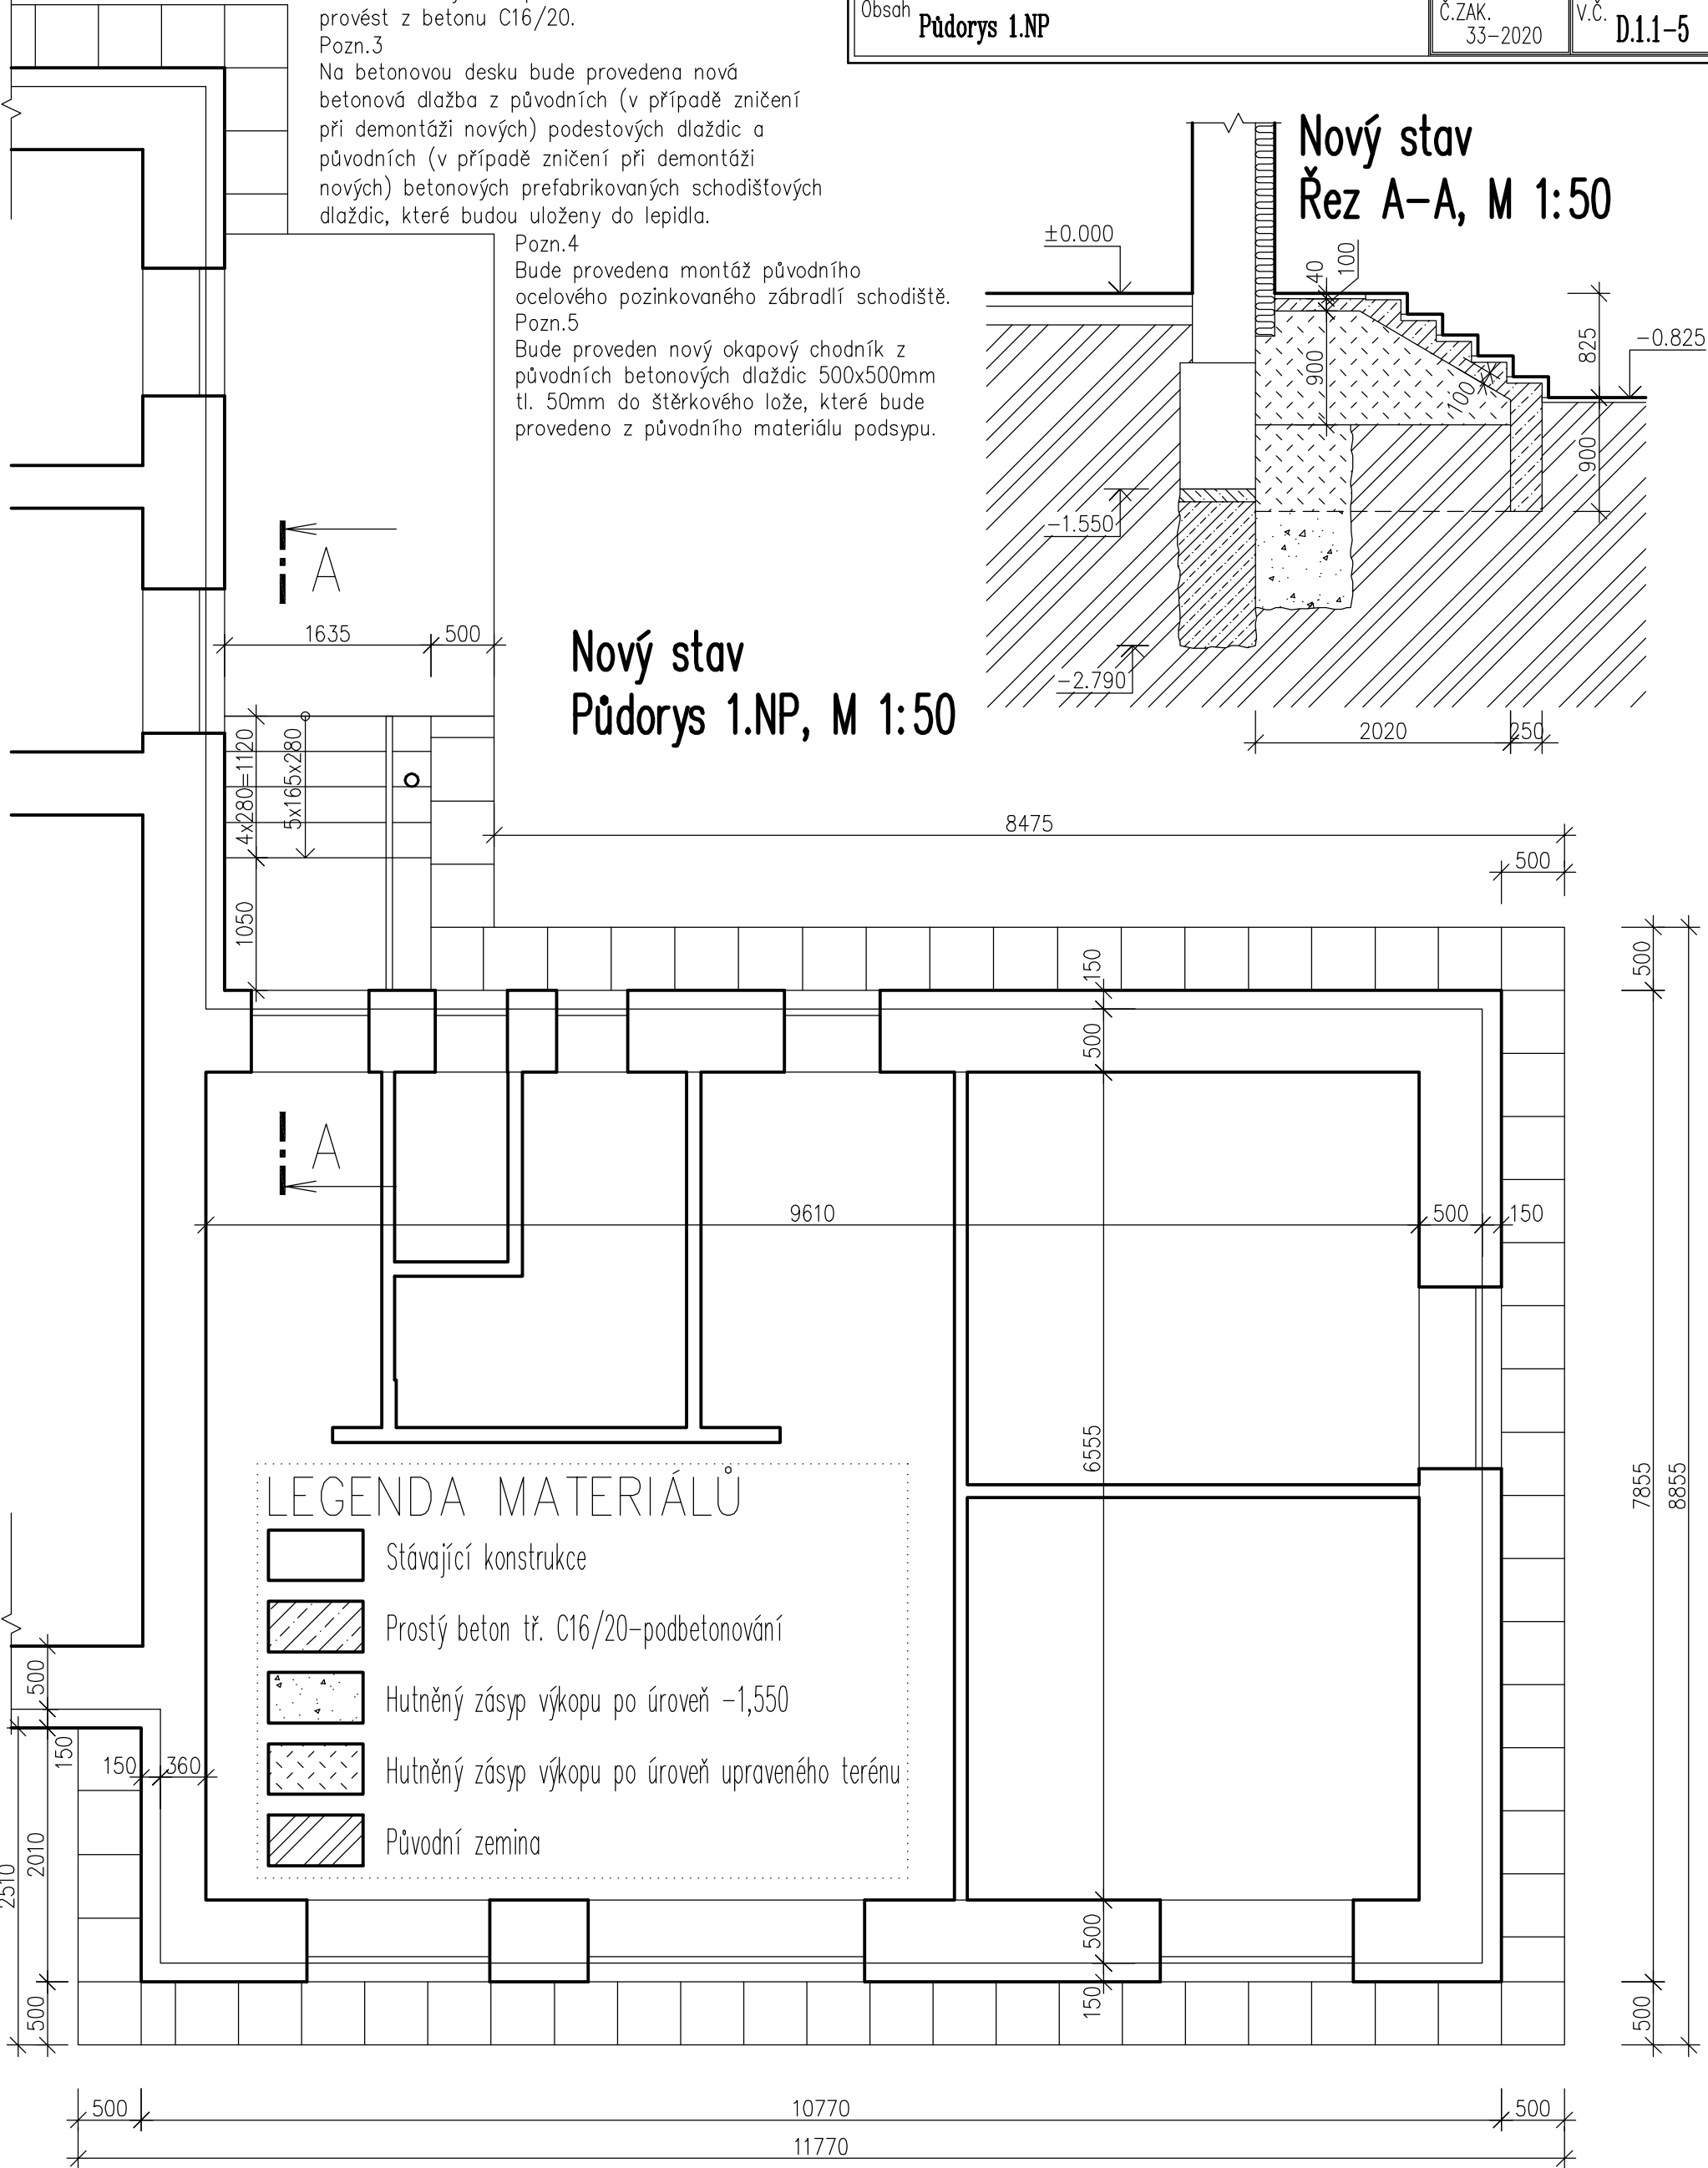 provést z betonu C16/20.
Pozn.3
Na betonovou desku bude provedena nová
betonová dlažba z původních (v případě zničení
při demontáži nových) podestových dlaždic a
původních (v případě zničení při demontáži
nových) betonových prefabrikovaných schodišťových
dlaždic, které budou uloženy do lepidla.
Pozn.4
Bude provedena montáž původního
ocelového pozinkovaného zábradlí schodiště.
Pozn.5
Bude proveden nový okapový chodník z
původních betonových dlaždic 500x500mm
tl. 50mm do štěrkového lože, které bude
provedeno z původního materiálu podsypu.
Obsah
Půdorys 1.NP
Č.ZAK.
33-2020
V.Č.
D.1.1-5
Nový stav
Řez A-A, M 1:50
±0.000
40
100
900
100
825
-0.825
900
-1.550
-2.790
2020
250
A
1635
500
Nový stav
Půdorys 1.NP, M 1:50
4x280=1120
5x165x280
1050
8475
500
150
500
500
A
9610
500
150
6555
7855
8855
LEGENDA MATERIÁLŮ
Stávající konstrukce
Prostý beton tř. C16/20-podbetonování
Hutněný zásyp výkopu po úroveň -1,550
Hutněný zásyp výkopu po úroveň upraveného terénu
Původní zemina
500
150
150
360
2010
2510
500
500
150
500
500
10770
500
11770